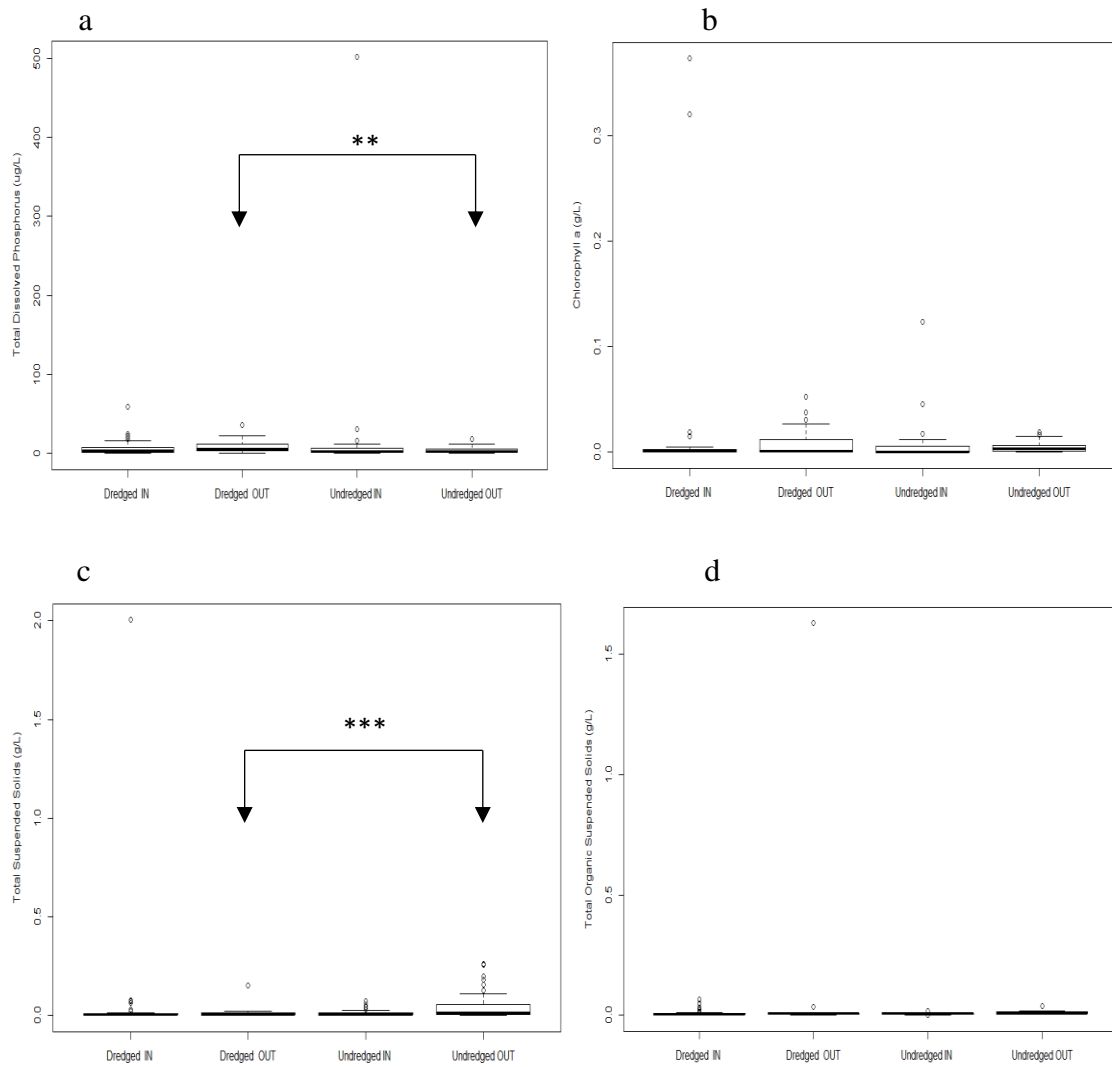 a
Total Dissolved Phosphorus (ug/L)
500
400
300
200
100
0
**
Dredged IN
Dredged OUT
Undredged IN
Undredged OUT
b
Chlorophyll a (g/L)
0.3
0.2
0.1
0.0
Dredged IN
Dredged OUT
Undredged IN
Undredged OUT
c
Total Suspended Solids (g/L)
2.0
1.5
1.0
0.5
0.0
***
Dredged IN
Dredged OUT
Undredged IN
Undredged OUT
d
Total Organic Suspended Solids (g/L)
1.5
1.0
0.5
0.0
Dredged IN
Dredged OUT
Undredged IN
Undredged OUT